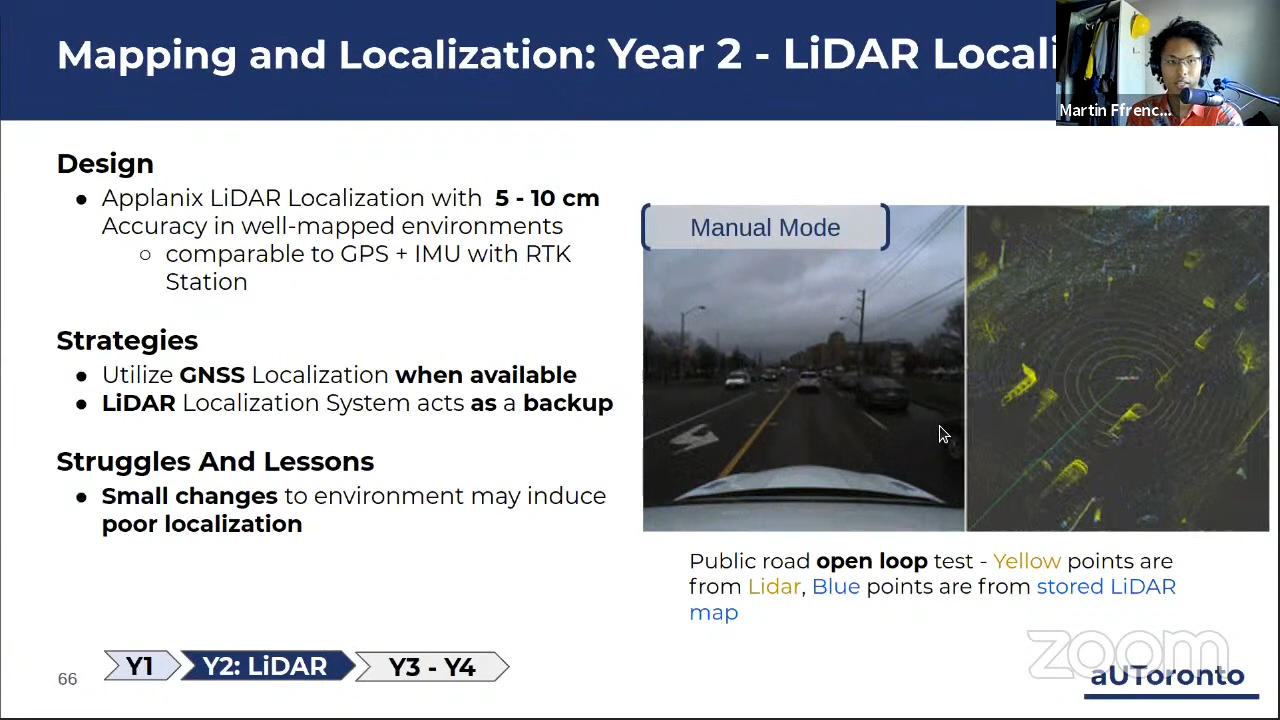 Mapping and Localization: Year 2 - LiDAR Locali
Martin Ffrenc...
Design
● Applanix LiDAR Localization with 5 - 10 cm
Accuracy in well-mapped environments
○ comparable to GPS + IMU with RTK
Station
Strategies
● Utilize GNSS Localization when available
● LiDAR Localization System acts as a backup
Struggles And Lessons
● Small changes to environment may induce
poor localization
Manual Mode
Public road open loop test - Yellow points are
from Lidar, Blue points are from stored LiDAR
map
Y1 Y2: LiDAR Y3 - Y4
66
zoom
aUToronto